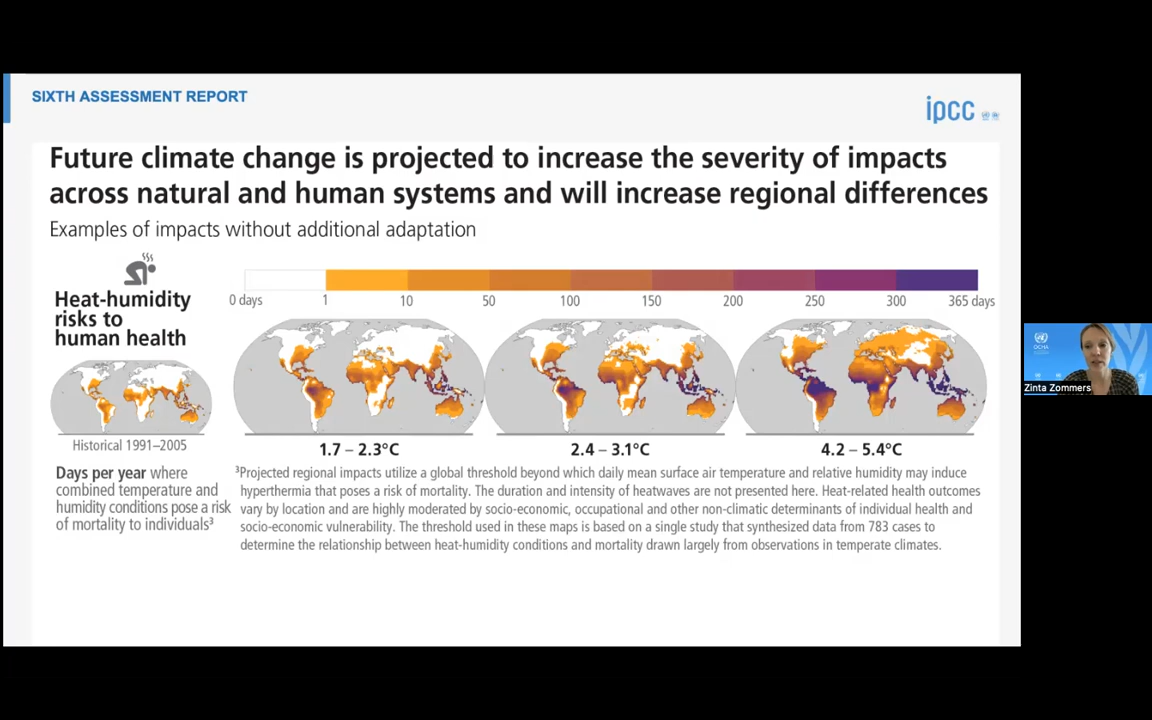 SIXTH ASSESSMENT REPORT
ipcc
Future climate change is projected to increase the severity of impacts
across natural and human systems and will increase regional differences
Examples of impacts without additional adaptation
Heat-humidity
risks to
human health
0 days
1
10
50
100
150
200
250
300
365 days
Historical 1991–2005
1.7 – 2.3°C
2.4 – 3.1°C
4.2 – 5.4°C
Days per year where
combined temperature and
humidity conditions pose a risk
of mortality to individuals³
³Projected regional impacts utilize a global threshold beyond which daily mean surface air temperature and relative humidity may induce
hyperthermia that poses a risk of mortality. The duration and intensity of heatwaves are not presented here. Heat-related health outcomes
vary by location and are highly moderated by socio-economic, occupational and other non-climatic determinants of individual health and
socio-economic vulnerability. The threshold used in these maps is based on a single study that synthesized data from 783 cases to
determine the relationship between heat-humidity conditions and mortality drawn largely from observations in temperate climates.
OCHA
Zinta Zommers